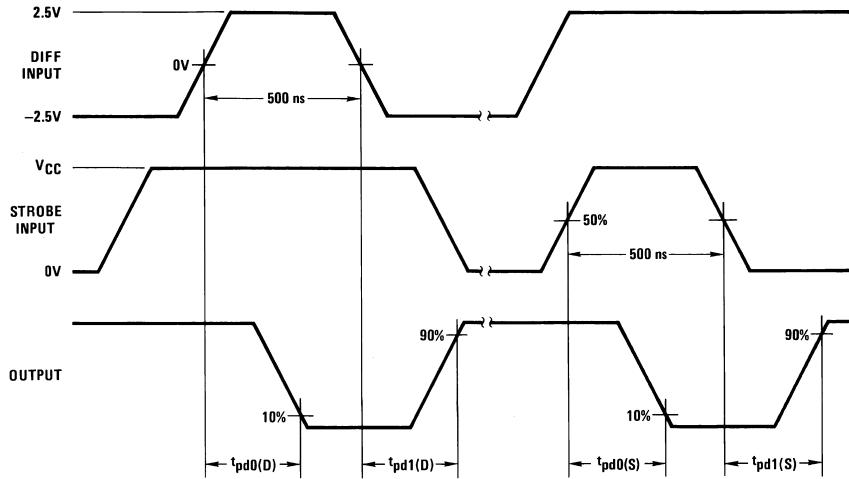 2.5V
DIFF
INPUT
0V
500 ns
–2.5V
VCC
STROBE
INPUT
50%
500 ns
0V
90%
90%
OUTPUT
10%
10%
tpd0(D)
tpd1(D)
tpd0(S)
tpd1(S)